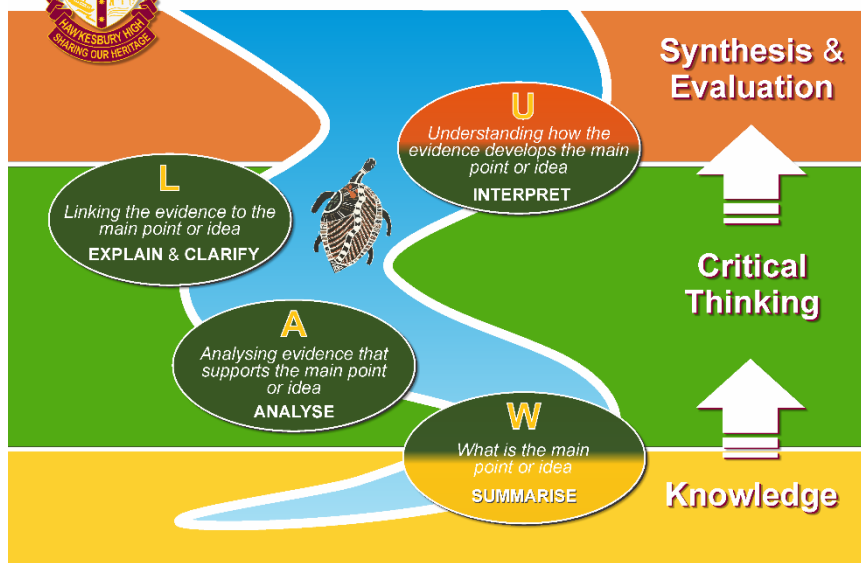 HAWKESBURY HIGH
SHARING OUR HERITAGE
Synthesis &
Evaluation
U
Understanding how the
evidence develops the main
point or idea
INTERPRET
L
Linking the evidence to the
main point or idea
EXPLAIN & CLARIFY
Critical
Thinking
A
Analysing evidence that
supports the main point
or idea
ANALYSE
W
What is the main
point or idea
SUMMARISE
Knowledge